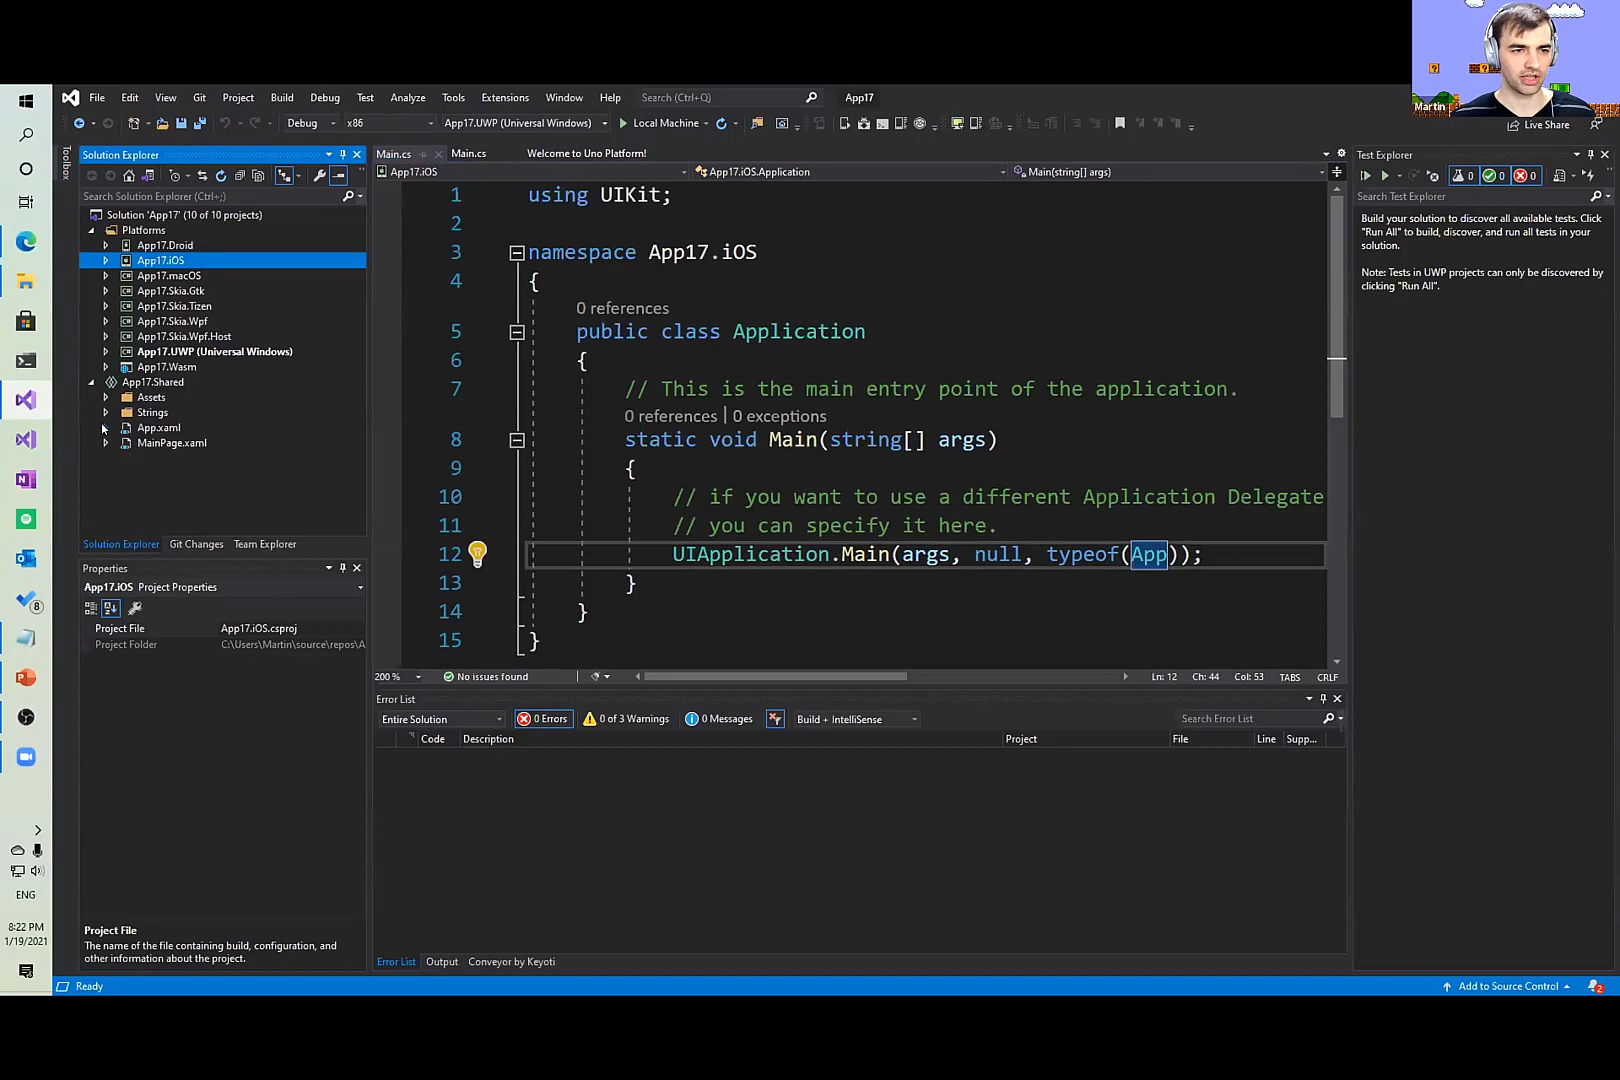 Martin
File Edit View Git Project Build Debug Test Analyze Tools Extensions Window Help Search (Ctrl+Q) App17
Debug x86 App17.UWP (Universal Windows) Local Machine Live Share
Toolbox
Solution Explorer
Search Solution Explorer (Ctrl+;)
Solution 'App17' (10 of 10 projects)
Platforms
App17.Droid
App17.iOS
App17.macOS
App17.Skia.Gtk
App17.Skia.Tizen
App17.Skia.Wpf
App17.Skia.Wpf.Host
App17.UWP (Universal Windows)
App17.Wasm
App17.Shared
Assets
Strings
App.xaml
MainPage.xaml
Solution Explorer Git Changes Team Explorer
Properties
App17.iOS Project Properties
Project File App17.iOS.csproj
Project Folder C:\Users\Martin\source\repos\A
Project File
The name of the file containing build, configuration, and
other information about the project.
Main.cs Main.cs Welcome to Uno Platform!
App17.iOS App17.iOS.Application Main(string[] args)
1 using UIKit;
2
3 namespace App17.iOS
4 {
0 references
5 public class Application
6 {
7 // This is the main entry point of the application.
0 references | 0 exceptions
8 static void Main(string[] args)
9 {
10 // if you want to use a different Application Delegate
11 // you can specify it here.
12 UIApplication.Main(args, null, typeof(App));
13 }
14 }
15 }
200 % No issues found Ln: 12 Ch: 44 Col: 53 TABS CRLF
Error List
Entire Solution 0 Errors 0 of 3 Warnings 0 Messages Build + IntelliSense Search Error List
Code Description Project File Line Supp...
Error List Output Conveyor by Keyoti
Test Explorer
0 0 0
Search Test Explorer
Build your solution to discover all available tests. Click
"Run All" to build, discover, and run all tests in your
solution.
Note: Tests in UWP projects can only be discovered by
clicking "Run All".
8
ENG
8:22 PM
1/19/2021
Ready Add to Source Control 2